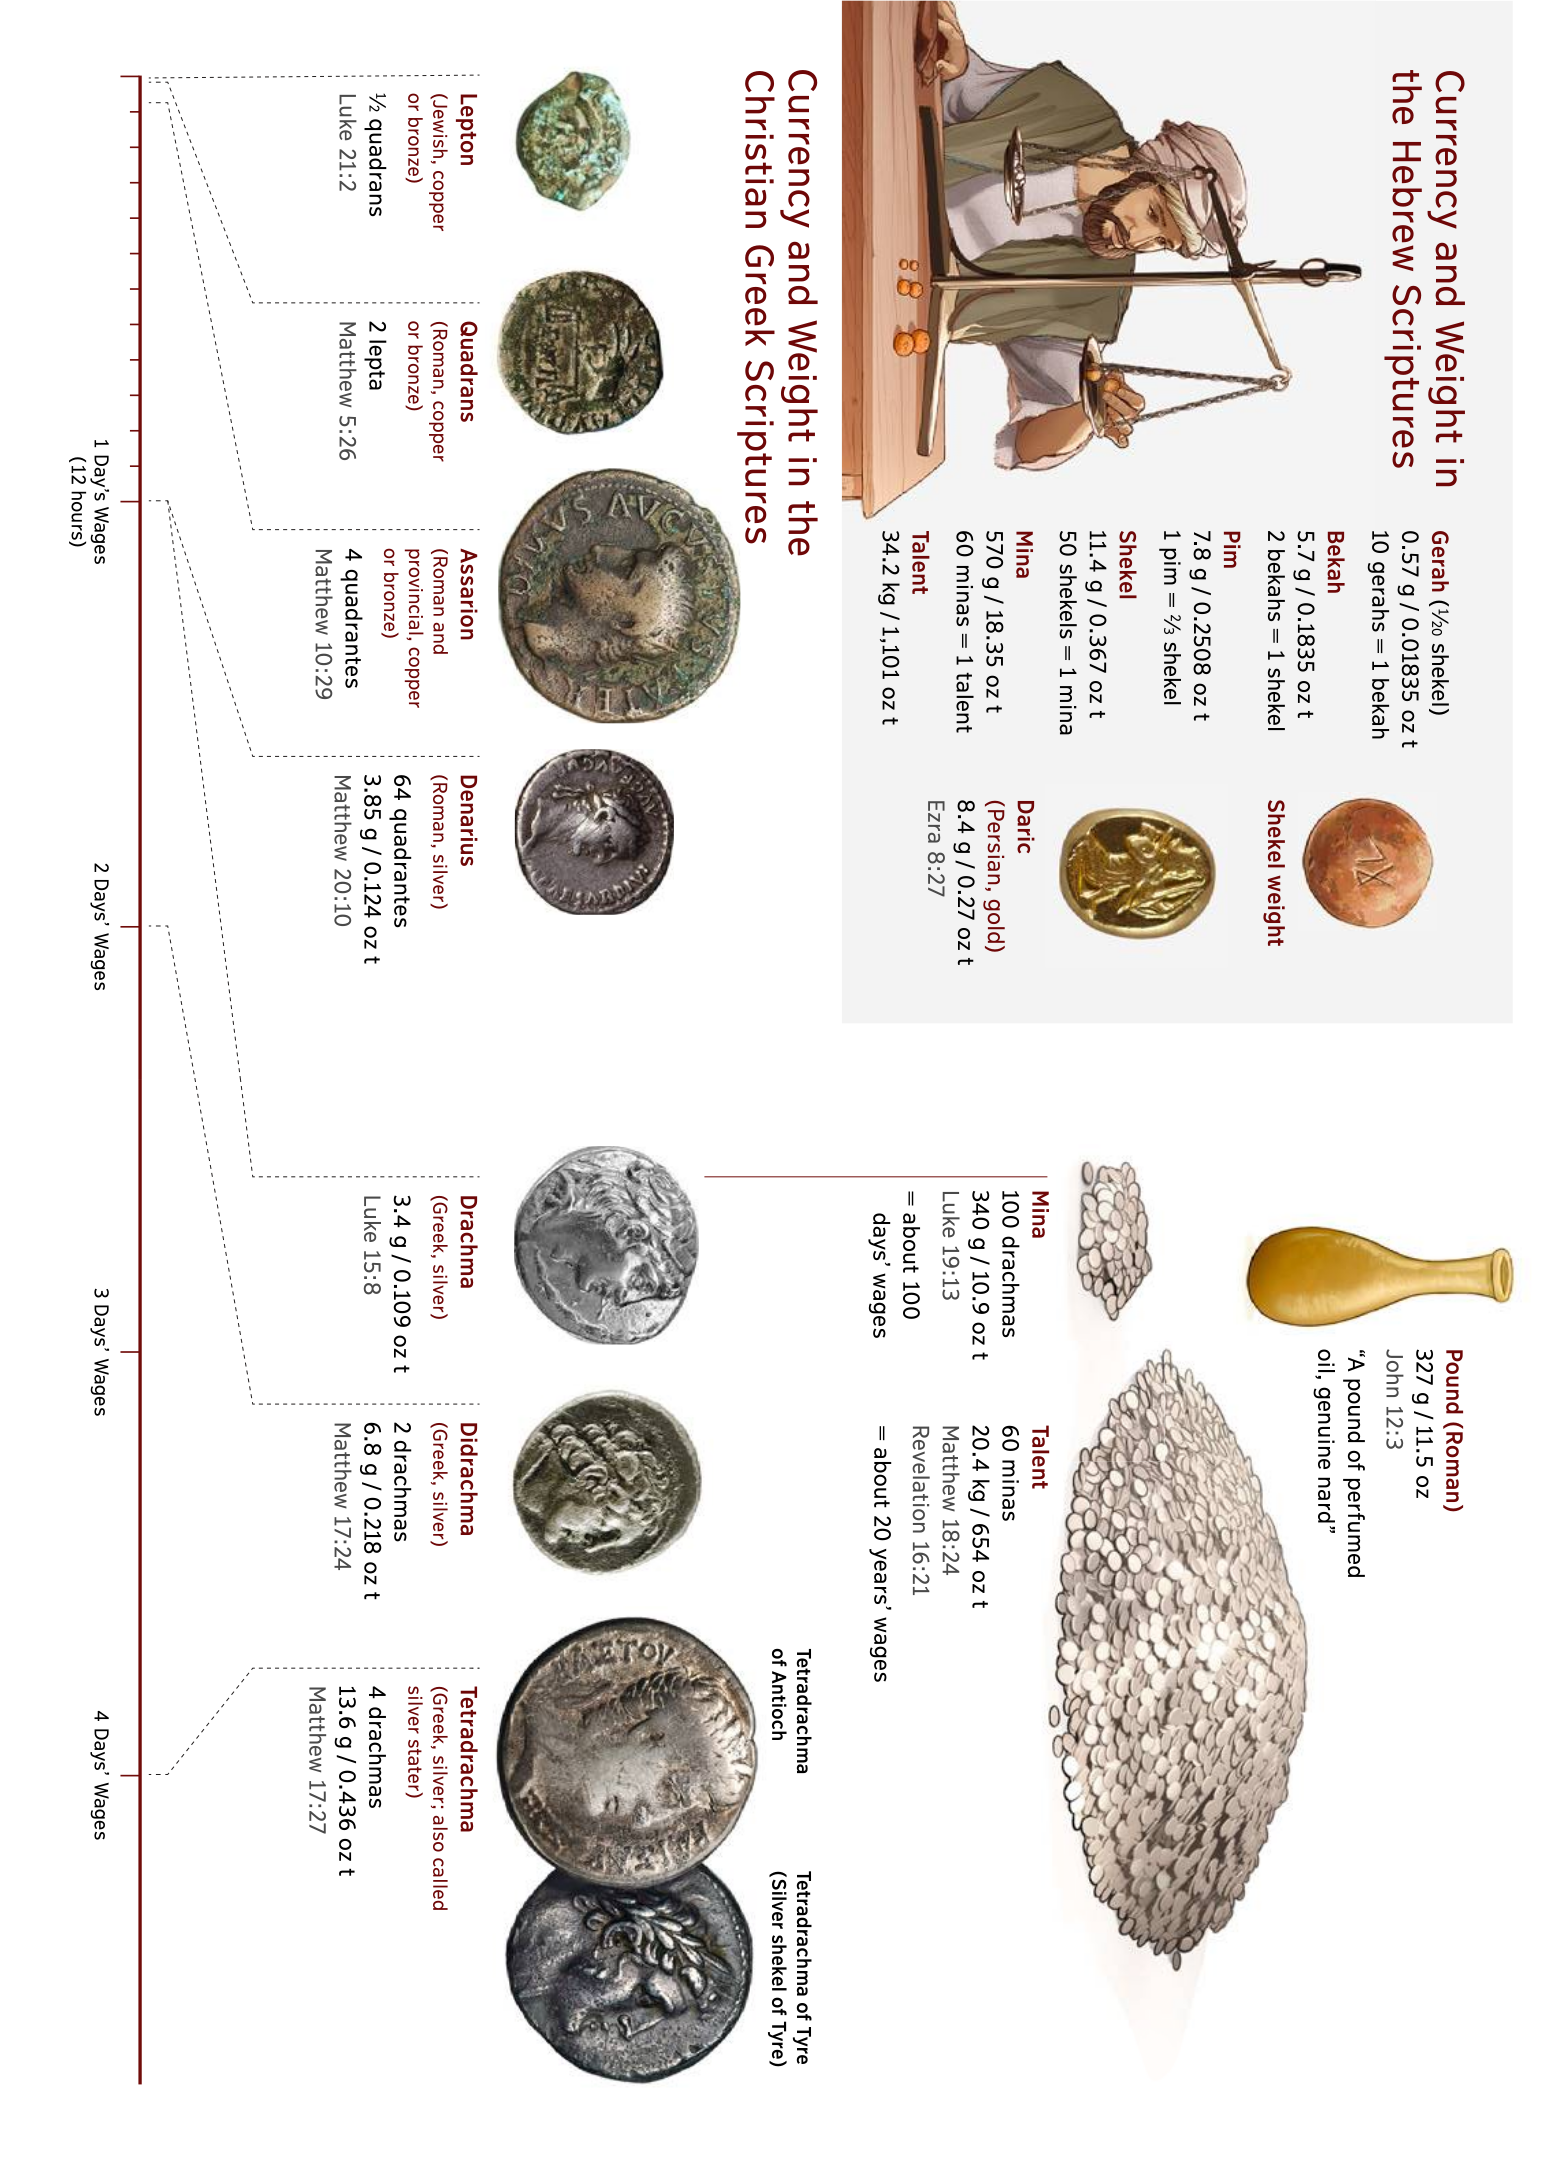 Currency and Weight in
the Hebrew Scriptures
Gerah (1⁄20 shekel)
0.57 g / 0.01835 oz t
10 gerahs = 1 bekah
Bekah
5.7 g / 0.1835 oz t
2 bekahs = 1 shekel
Pim
7.8 g / 0.2508 oz t
1 pim = ⅔ shekel
Shekel
11.4 g / 0.367 oz t
50 shekels = 1 mina
Mina
570 g / 18.35 oz t
60 minas = 1 talent
Talent
34.2 kg / 1,101 oz t
Shekel weight
Daric
(Persian, gold)
8.4 g / 0.27 oz t
Ezra 8:27
Pound (Roman)
327 g / 11.5 oz
John 12:3
“A pound of perfumed
oil, genuine nard”
Mina
100 drachmas
340 g / 10.9 oz t
Luke 19:13
= about 100
days’ wages
Talent
60 minas
20.4 kg / 654 oz t
Matthew 18:24
Revelation 16:21
= about 20 years’ wages
Currency and Weight in the
Christian Greek Scriptures
Tetradrachma
of Antioch
Tetradrachma of Tyre
(Silver shekel of Tyre)
DIVVS AVG
Lepton
(Jewish, copper
or bronze)
½ quadrans
Luke 21:2
Quadrans
(Roman, copper
or bronze)
2 lepta
Matthew 5:26
Assarion
(Roman and
provincial, copper
or bronze)
4 quadrantes
Matthew 10:29
Denarius
(Roman, silver)
64 quadrantes
3.85 g / 0.124 oz t
Matthew 20:10
Drachma
(Greek, silver)
3.4 g / 0.109 oz t
Luke 15:8
Didrachma
(Greek, silver)
2 drachmas
6.8 g / 0.218 oz t
Matthew 17:24
Tetradrachma
(Greek, silver; also called
silver stater)
4 drachmas
13.6 g / 0.436 oz t
Matthew 17:27
1 Day’s Wages
(12 hours)
2 Days’ Wages
3 Days’ Wages
4 Days’ Wages